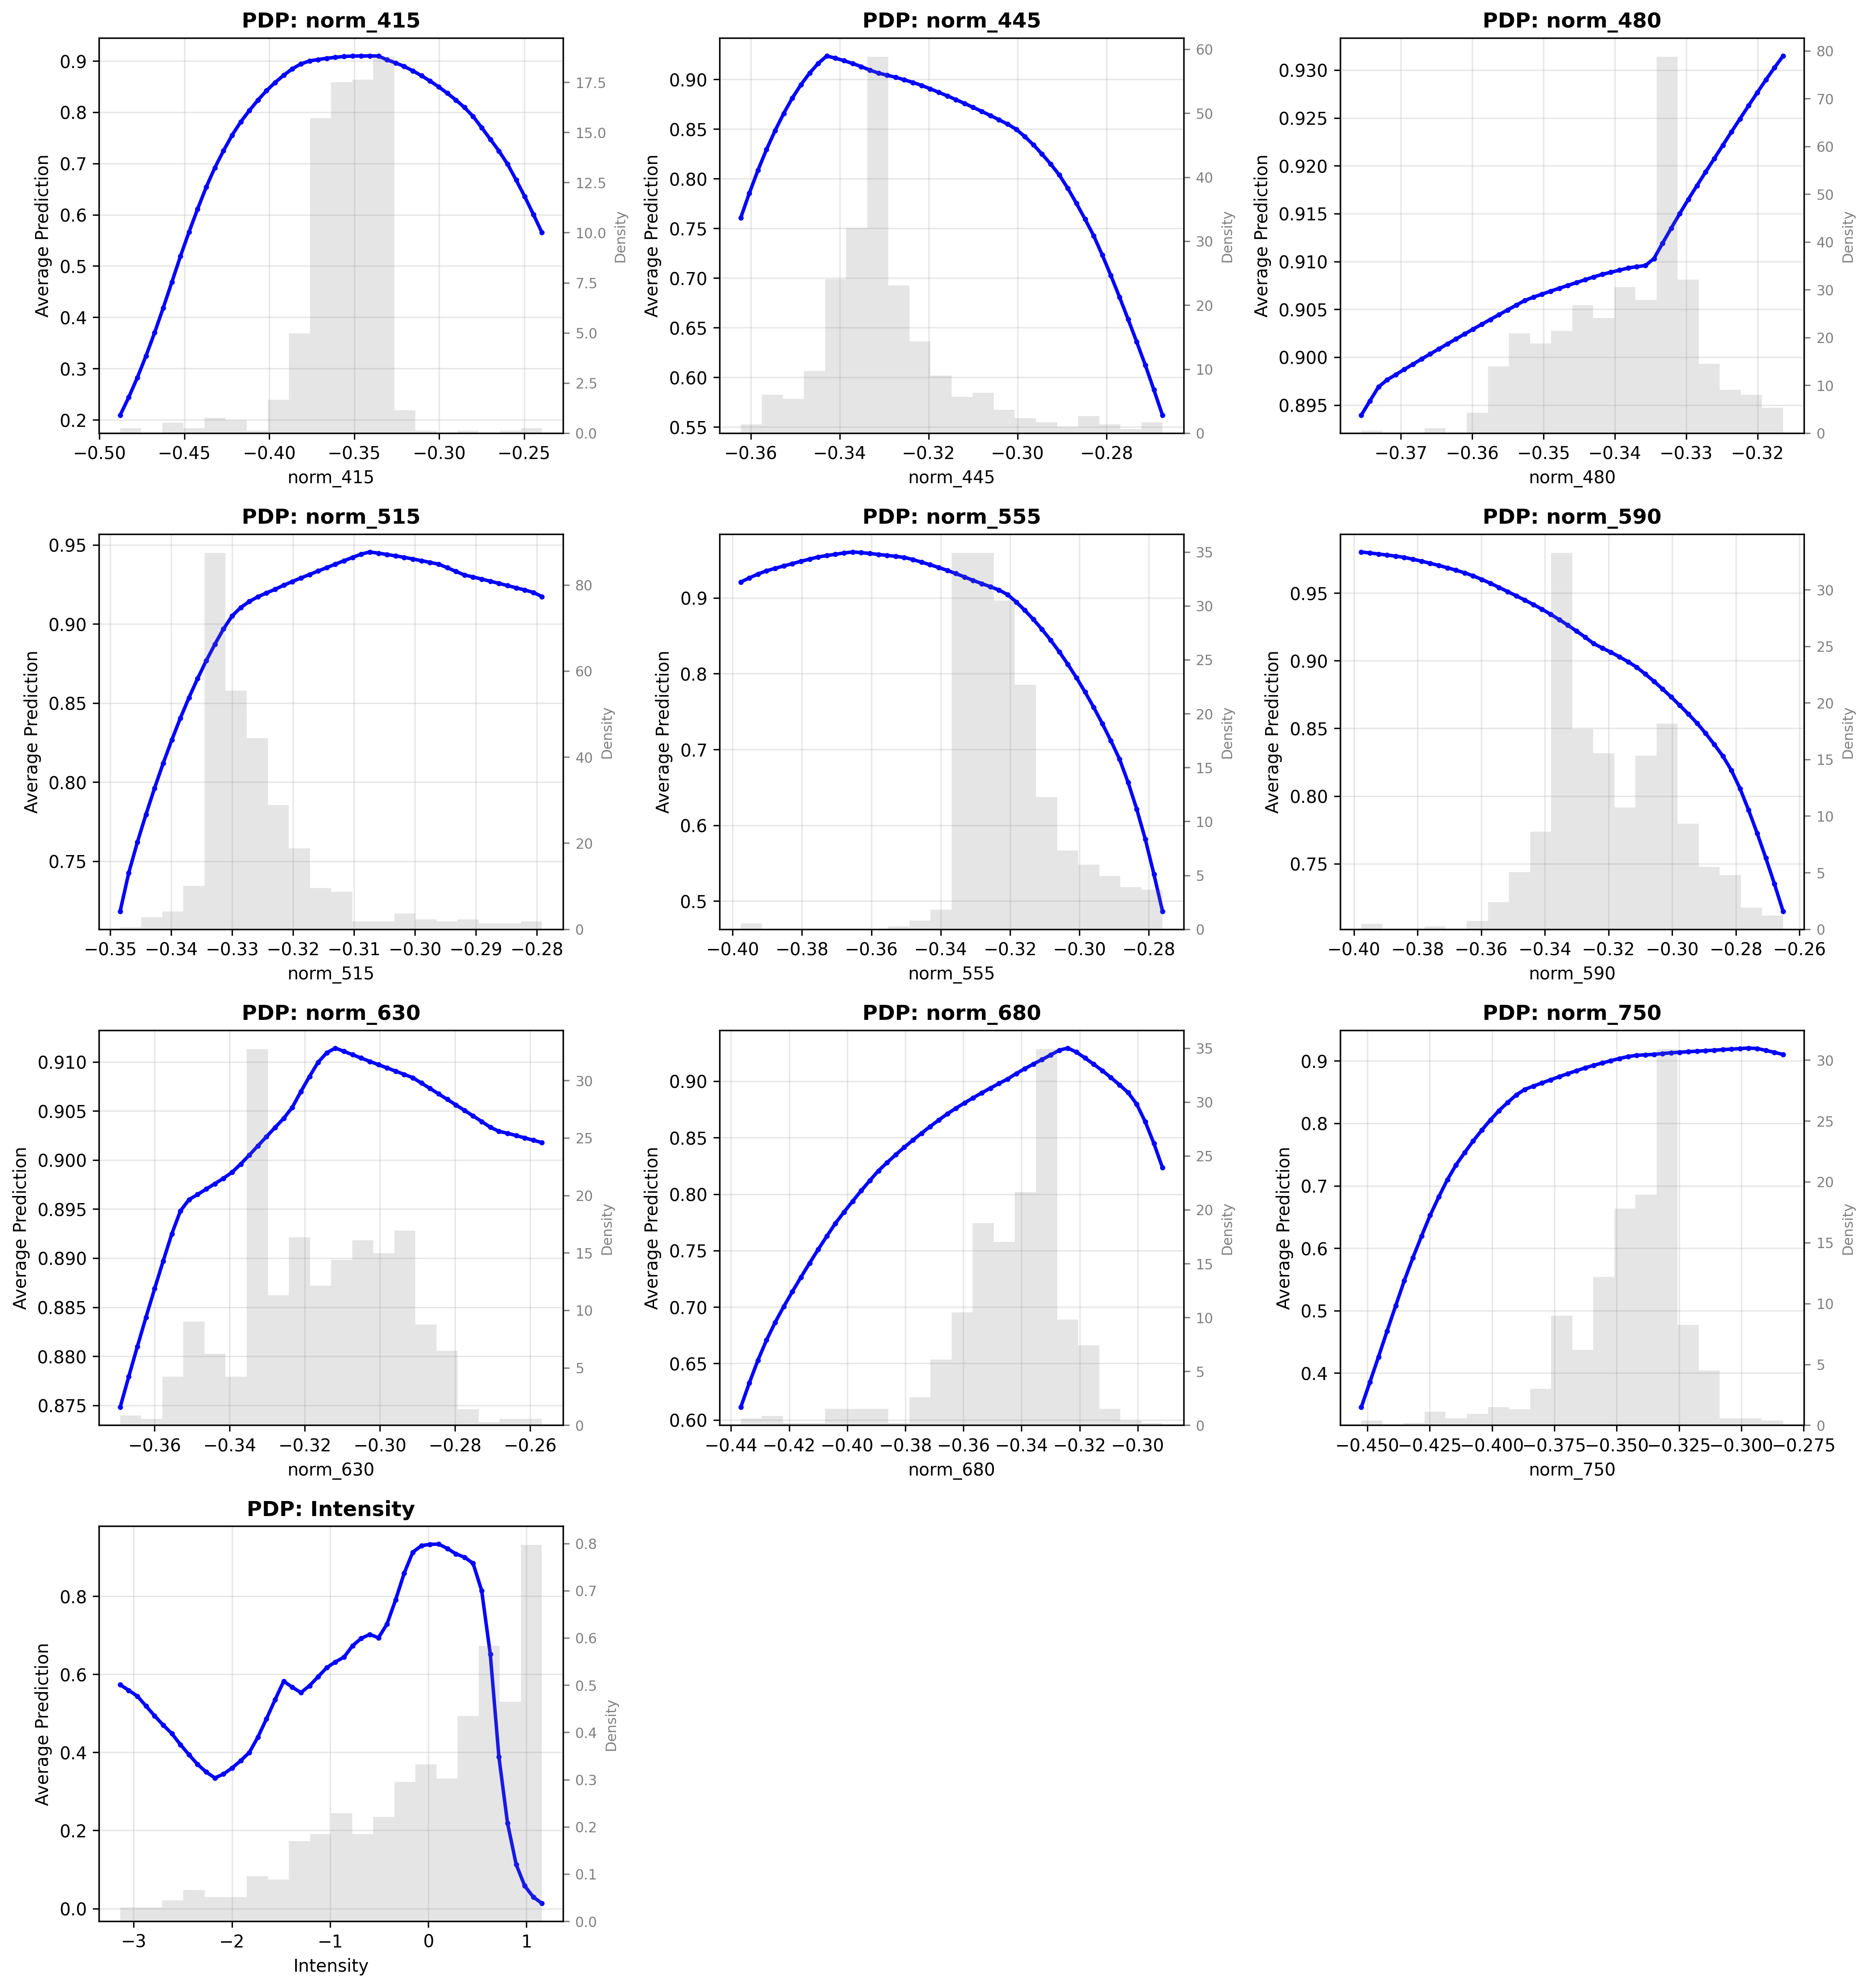 PDP: norm_415
0.9
0.8
0.7
0.6
0.5
0.4
0.3
0.2
Average Prediction
17.5
15.0
12.5
10.0
7.5
5.0
2.5
0.0
Density
−0.50 −0.45 −0.40 −0.35 −0.30 −0.25
norm_415
PDP: norm_445
0.90
0.85
0.80
0.75
0.70
0.65
0.60
0.55
Average Prediction
60
50
40
30
20
10
0
Density
−0.36 −0.34 −0.32 −0.30 −0.28
norm_445
PDP: norm_480
0.930
0.925
0.920
0.915
0.910
0.905
0.900
0.895
Average Prediction
80
70
60
50
40
30
20
10
0
Density
−0.37 −0.36 −0.35 −0.34 −0.33 −0.32
norm_480
PDP: norm_515
0.95
0.90
0.85
0.80
0.75
Average Prediction
80
60
40
20
0
Density
−0.35 −0.34 −0.33 −0.32 −0.31 −0.30 −0.29 −0.28
norm_515
PDP: norm_555
0.9
0.8
0.7
0.6
0.5
Average Prediction
35
30
25
20
15
10
5
0
Density
−0.40 −0.38 −0.36 −0.34 −0.32 −0.30 −0.28
norm_555
PDP: norm_590
0.95
0.90
0.85
0.80
0.75
Average Prediction
30
25
20
15
10
5
0
Density
−0.40 −0.38 −0.36 −0.34 −0.32 −0.30 −0.28 −0.26
norm_590
PDP: norm_630
0.910
0.905
0.900
0.895
0.890
0.885
0.880
0.875
Average Prediction
30
25
20
15
10
5
0
Density
−0.36 −0.34 −0.32 −0.30 −0.28 −0.26
norm_630
PDP: norm_680
0.90
0.85
0.80
0.75
0.70
0.65
0.60
Average Prediction
35
30
25
20
15
10
5
0
Density
−0.44 −0.42 −0.40 −0.38 −0.36 −0.34 −0.32 −0.30
norm_680
PDP: norm_750
0.9
0.8
0.7
0.6
0.5
0.4
Average Prediction
30
25
20
15
10
5
0
Density
−0.450 −0.425 −0.400 −0.375 −0.350 −0.325 −0.300 −0.275
norm_750
PDP: Intensity
0.8
0.6
0.4
0.2
0.0
Average Prediction
0.8
0.7
0.6
0.5
0.4
0.3
0.2
0.1
0.0
Density
−3 −2 −1 0 1
Intensity